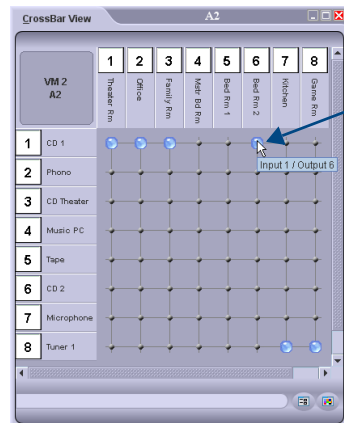 CrossBar View
A2
VM 2
A2
1 2 3 4 5 6 7 8
Theater Rm
Office
Family Rm
Mstr Bd Rm
Bed Rm 1
Bed Rm 2
Kitchen
Game Rm
1 CD 1
Input 1 / Output 6
2 Phono
3 CD Theater
4 Music PC
5 Tape
6 CD 2
7 Microphone
8 Tuner 1